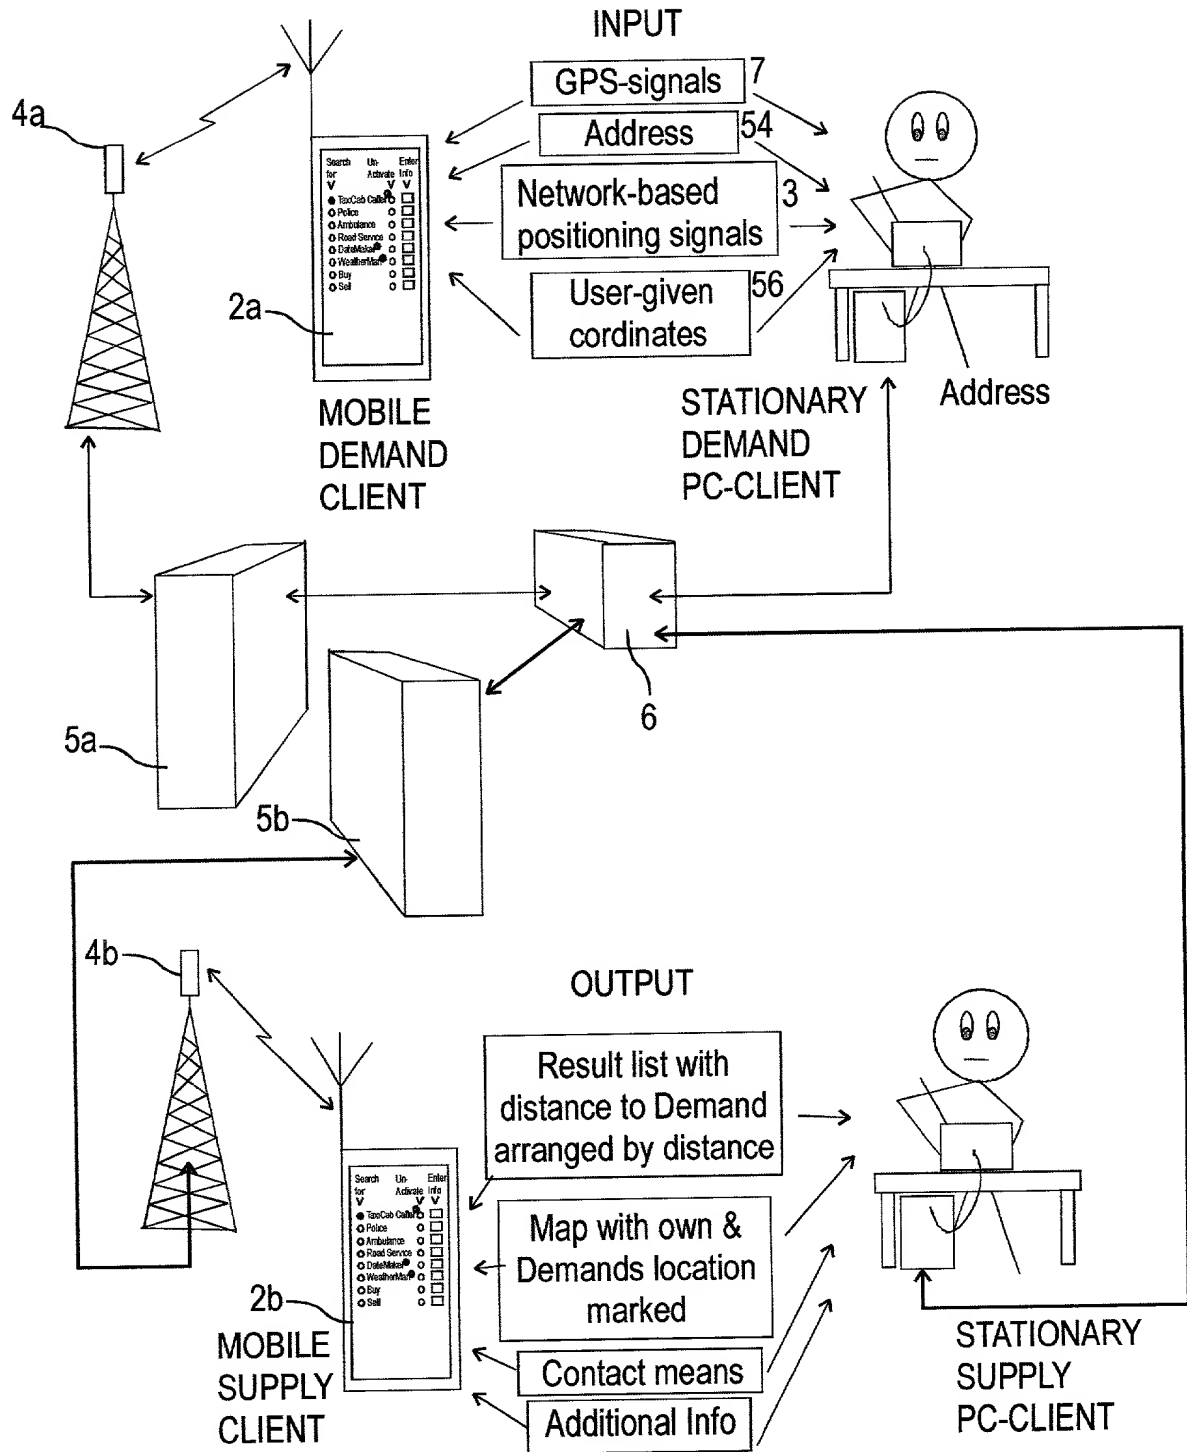 INPUT
GPS-signals 7
4a
Address 54
Search Un- Enter
for Activate Info
V V V
TaxCab Caller
Police
Ambulance
Road Service
DateMaker
WeatherMan
Buy
Sell
Network-based 3
positioning signals
User-given 56
cordinates
2a
MOBILE
DEMAND
CLIENT
STATIONARY
DEMAND
PC-CLIENT
Address
5a
6
5b
4b
OUTPUT
Result list with
distance to Demand
arranged by distance
Search Un- Enter
for Activate Info
V V V
TaxCab Caller
Police
Ambulance
Road Service
DateMaker
WeatherMan
Buy
Sell
Map with own &
Demands location
marked
2b
MOBILE
SUPPLY
CLIENT
Contact means
Additional Info
STATIONARY
SUPPLY
PC-CLIENT